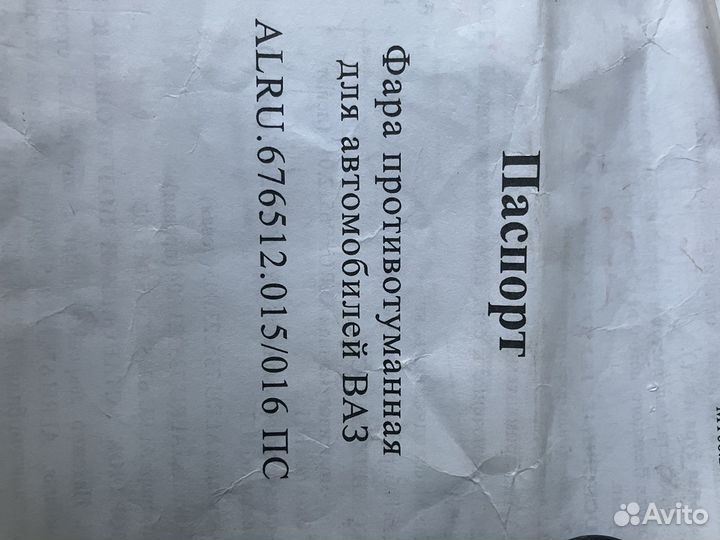 Паспорт
Фара противотуманная
для автомобилей ВАЗ
ALRU.676512.015/016 ПС
Avito